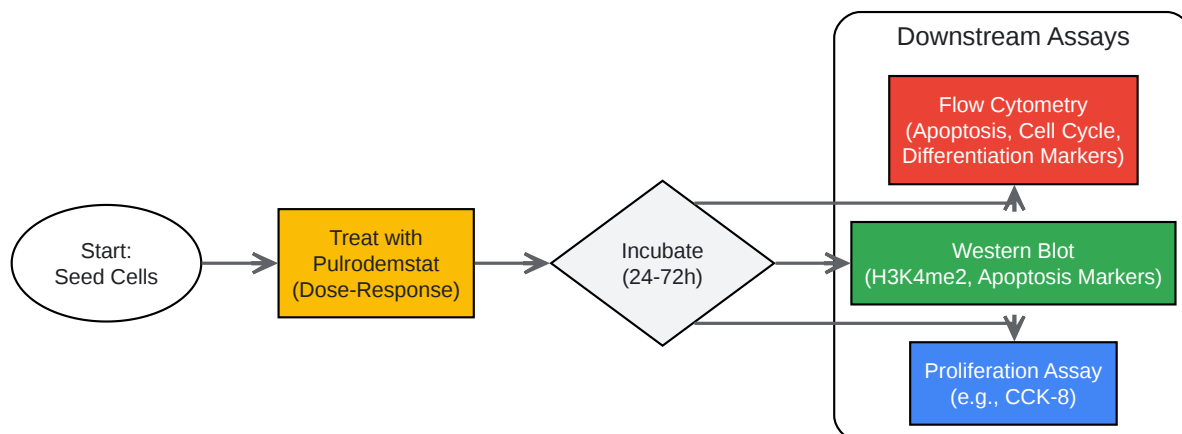 Start:
Seed Cells
Treat with
Pulrodemstat
(Dose-Response)
Incubate
(24-72h)
Downstream Assays
Flow Cytometry
(Apoptosis, Cell Cycle,
Differentiation Markers)
Western Blot
(H3K4me2, Apoptosis Markers)
Proliferation Assay
(e.g., CCK-8)